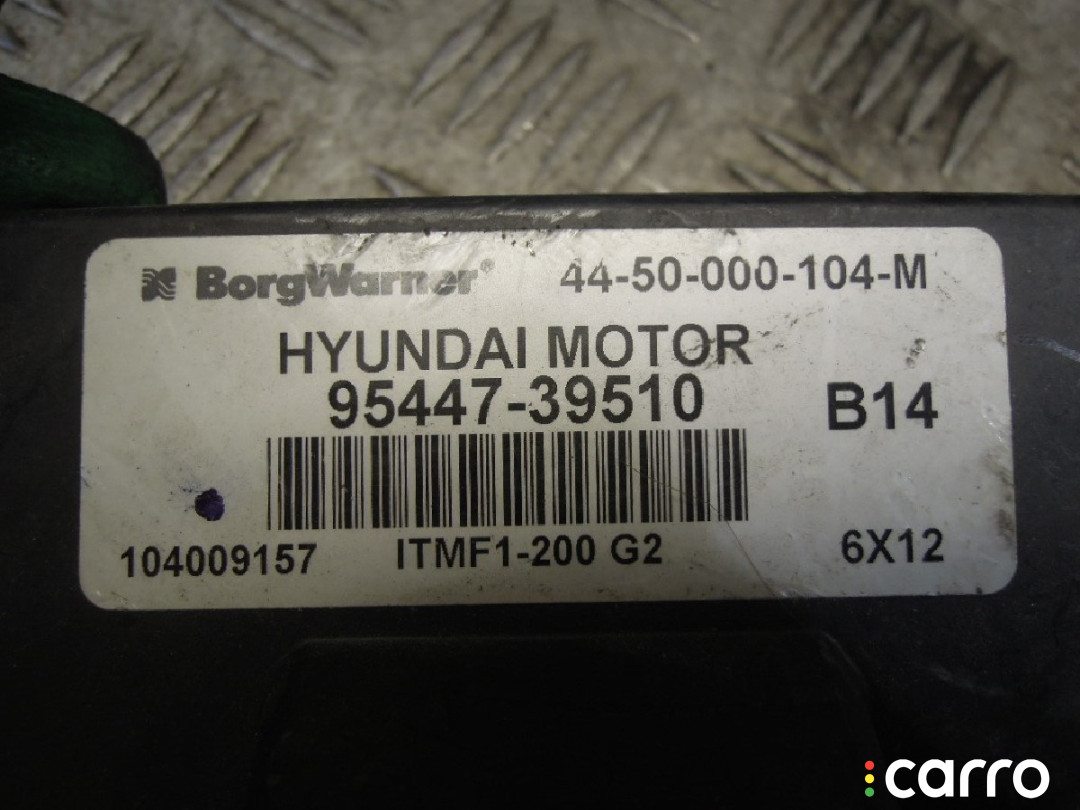 BorgWarner® 44-50-000-104-M
HYUNDAI MOTOR
95447-39510 B14
104009157 ITMF1-200 G2 6X12
carro